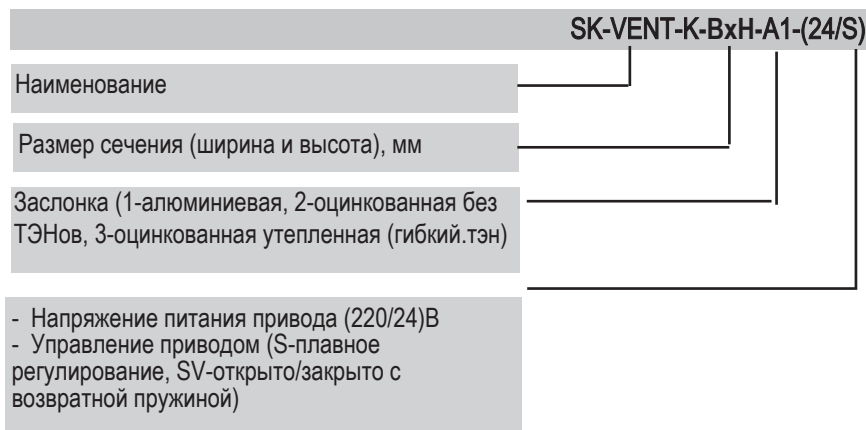 SK-VENT-K-BxH-A1-(24/S)
Наименование
Размер сечения (ширина и высота), мм
Заслонка (1-алюминиевая, 2-оцинкованная без
ТЭНов, 3-оцинкованная утепленная (гибкий.тэн)
- Напряжение питания привода (220/24)В
- Управление приводом (S-плавное
регулирование, SV-открыто/закрыто с
возвратной пружиной)